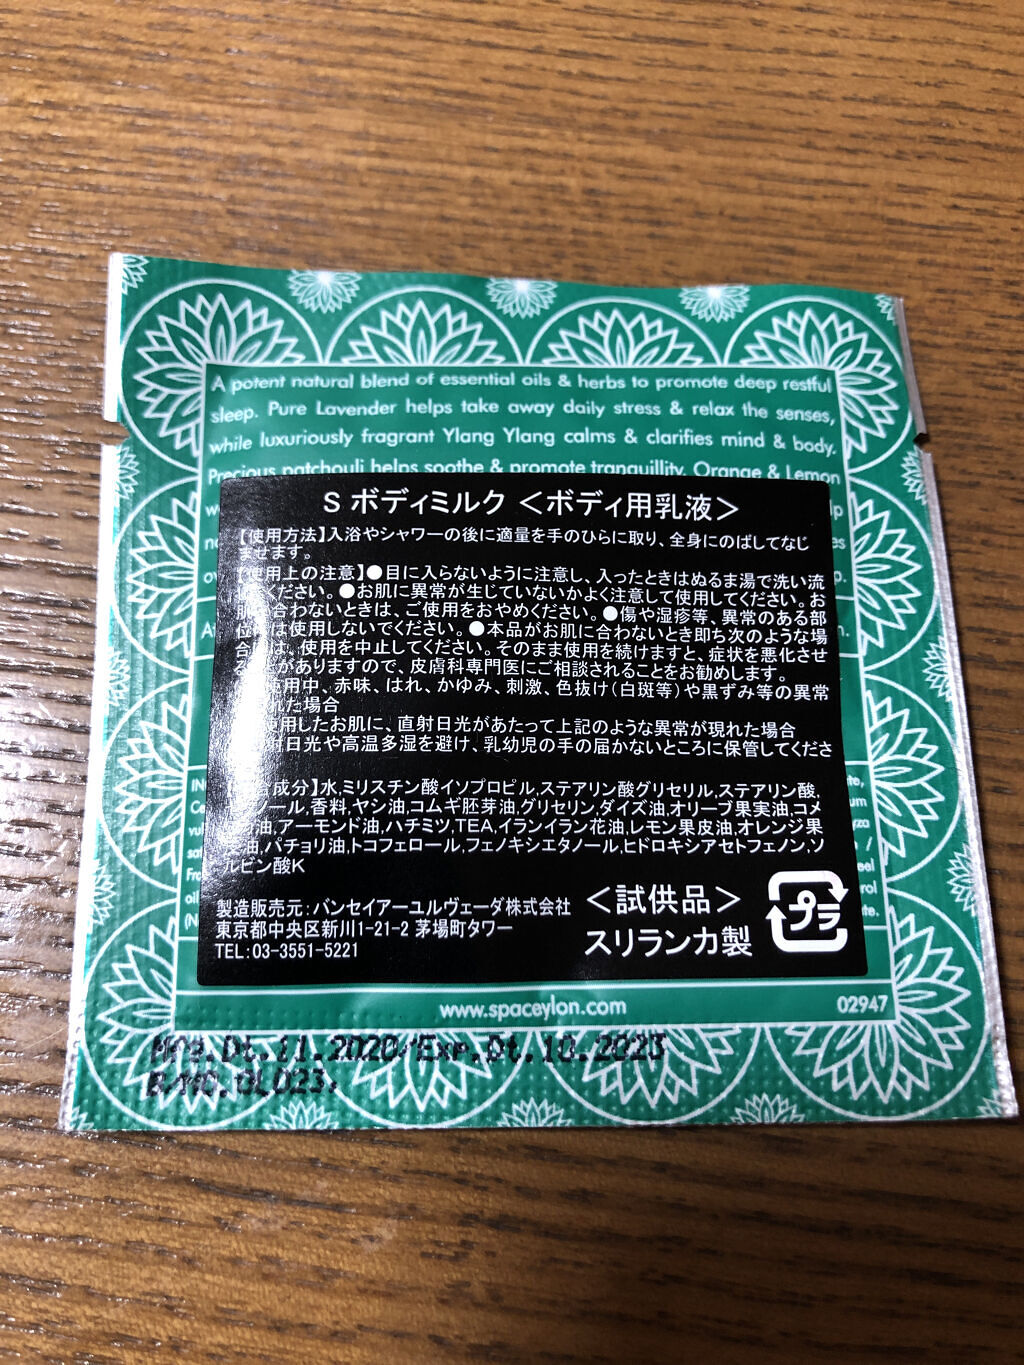 A potent natural blend of essential oils & herbs to promote deep restful
sleep. Pure Lavender helps take away daily stress & relax the senses,
while luxuriously fragrant Ylang Ylang calms & clarifies mind & body.
Precious patchouli helps soothe & promote tranquillity. Orange & Lemon
S ボディミルク <ボディ用乳液>
【使用方法】入浴やシャワーの後に適量を手のひらに取り、全身にのばしてなじ
ませます。
【使用上の注意】●目に入らないように注意し、入ったときはぬるま湯で洗い流
ください。●お肌に異常が生じていないかよく注意して使用してください。お
合わないときは、ご使用をおやめください。●傷や湿疹等、異常のある部
位 は使用しないでください。●本品がお肌に合わないとき即ち次のような場
合 は、使用を中止してください。そのまま使用を続けますと、症状を悪化させ
る がありますので、皮膚科専門医にご相談されることをお勧めします。
使用中、赤味、はれ、かゆみ、刺激、色抜け(白斑等)や黒ずみ等の異常
れた場合
使用したお肌に、直射日光があたって上記のような異常が現れた場合
射日光や高温多湿を避け、乳幼児の手の届かないところに保管してくださ
成分】水,ミリスチン酸イソプロピル,ステアリン酸グリセリル,ステアリン酸,
ノール,香料,ヤシ油,コムギ胚芽油,グリセリン,ダイズ油,オリーブ果実油,コメ
油,アーモンド油,ハチミツ,TEA,イランイラン花油,レモン果皮油,オレンジ果
油,パチョリ油,トコフェロール,フェノキシエタノール,ヒドロキシアセトフェノン,ソ
ルビン酸K
製造販売元:バンセイアーユルヴェーダ株式会社
東京都中央区新川1-21-2 茅場町タワー
TEL:03-3551-5221
<試供品>
スリランカ製
プラ
www.spaceylon.com
02947
Mfg.Dt.11.2020/Exp.Dt.10.2023
B/NO.OL023.